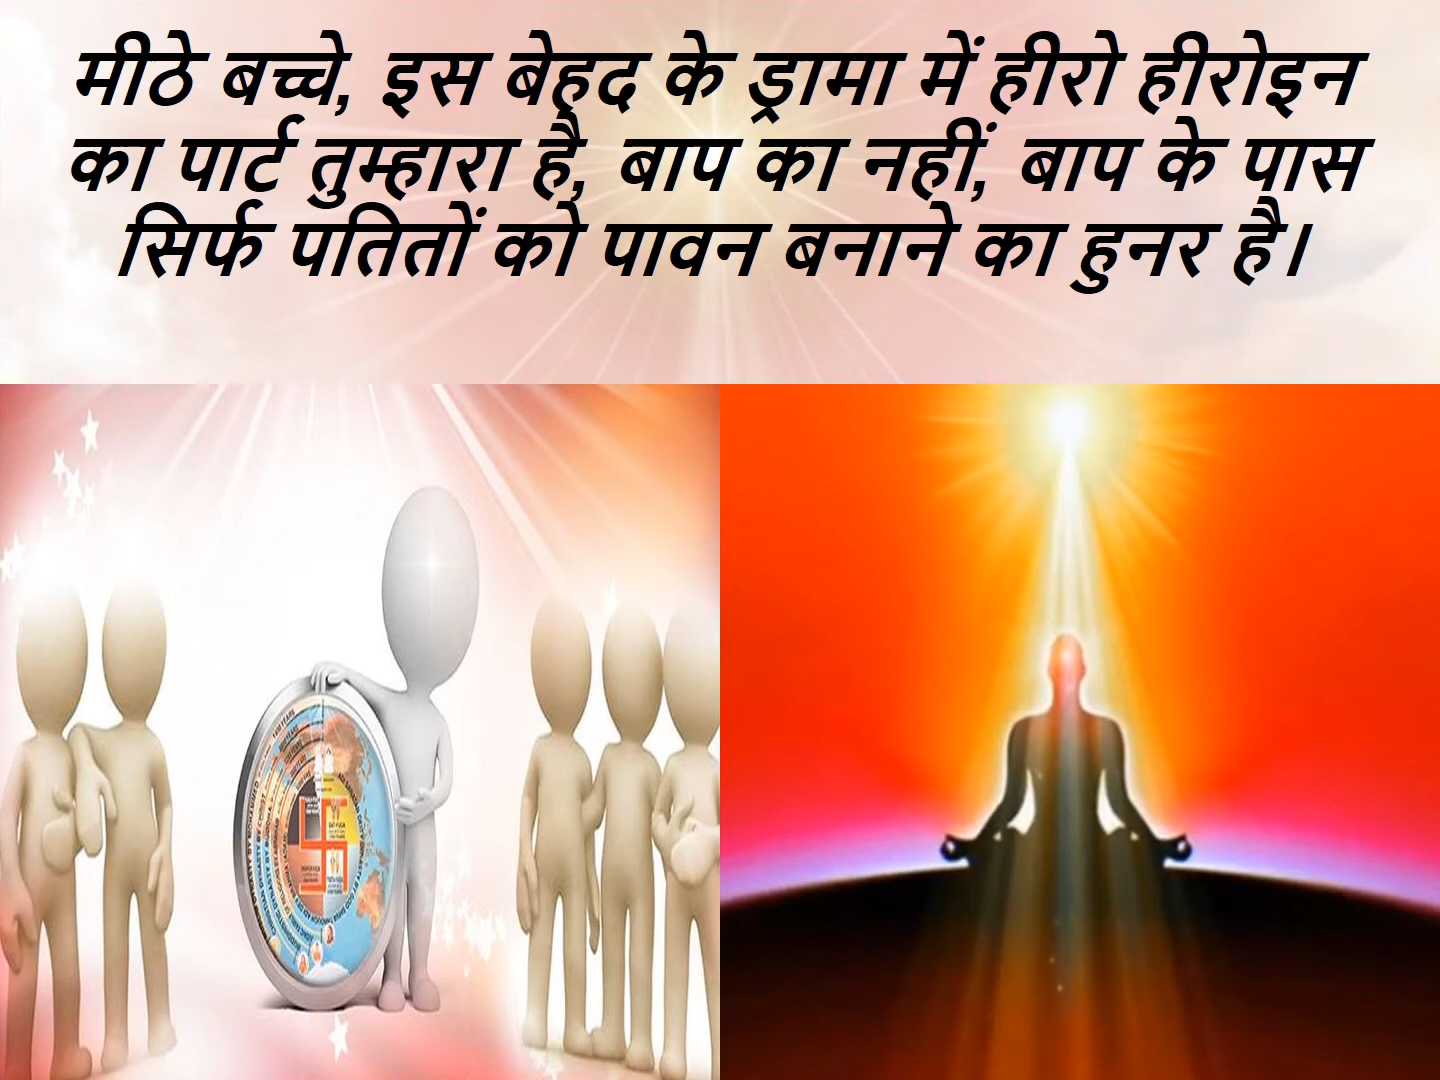 मीठे बच्चे, इस बेहद के ड्रामा में हीरो हीरोइन
का पार्ट तुम्हारा है, बाप का नहीं, बाप के पास
सिर्फ पतितों को पावन बनाने का हुनर है।